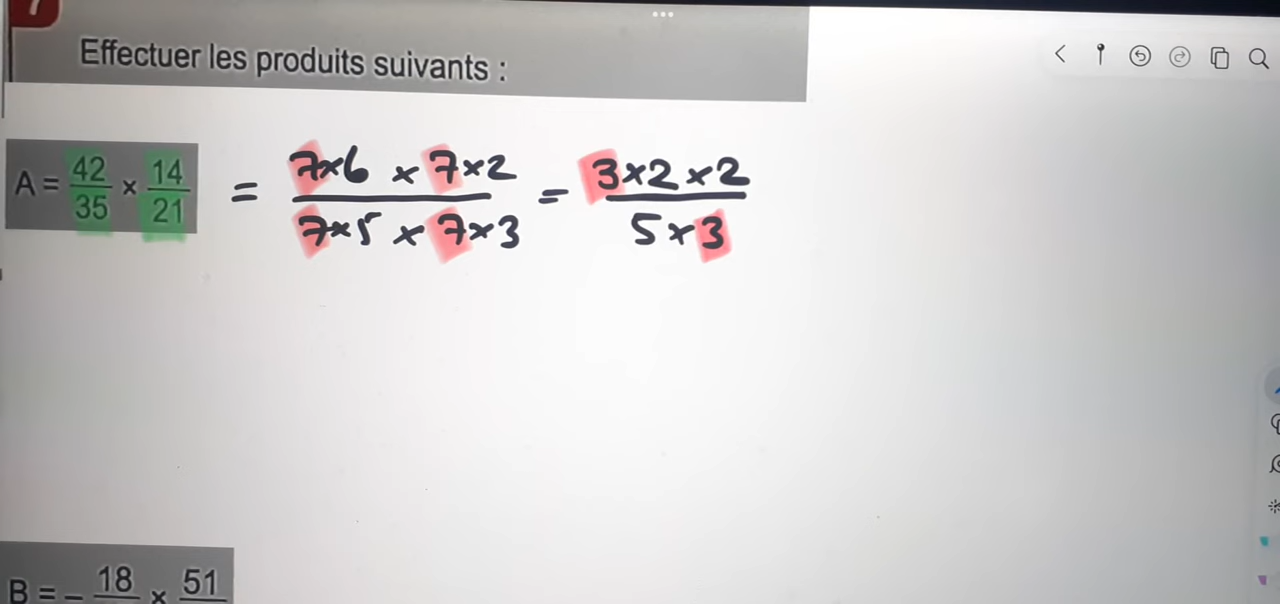 7
Effectuer les produits suivants :
A = 42/35 × 14/21 = 7×6 × 7×2 / 7×5 × 7×3 = 3×2×2 / 5×3
B = – 18 × 51